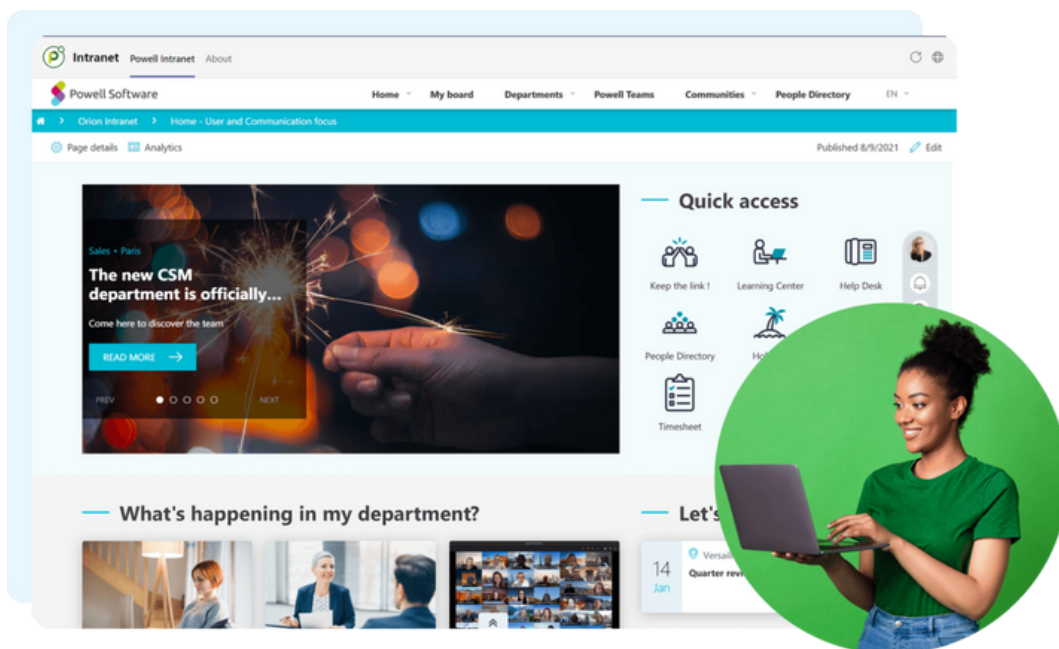 Intranet Powell Intranet About
Powell Software Home My board Departments Powell Teams Communities People Directory EN
Orion Intranet > Home - User and Communication focus
Page details Analytics Published 8/9/2021 Edit
Sales • Paris
The new CSM
department is officially...
Come here to discover the team
READ MORE
PREV NEXT
Quick access
Keep the link ! Learning Center Help Desk
People Directory
Timesheet
What's happening in my department?
Let's
14
Jan
Quarter